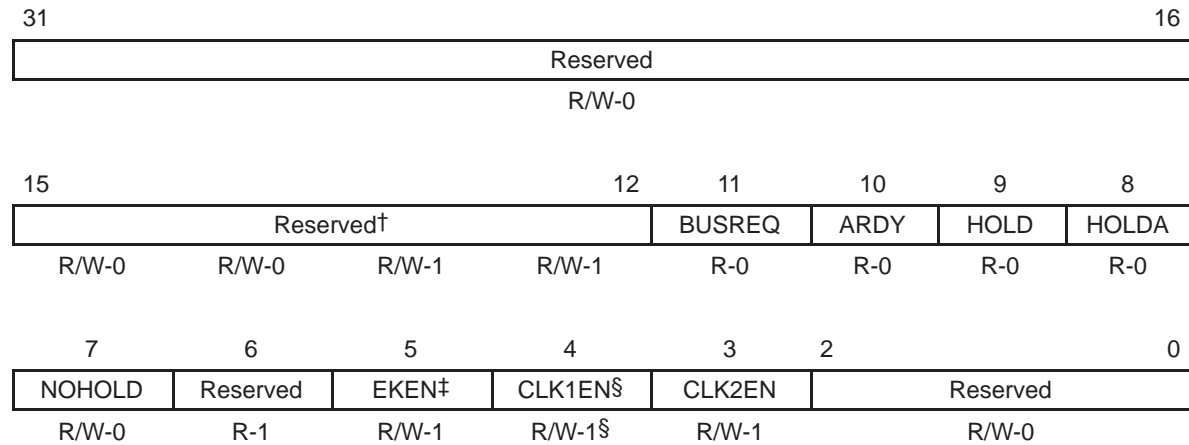 31 16
Reserved
R/W-0
15 12 11 10 9 8
Reserved† BUSREQ ARDY HOLD HOLDA
R/W-0 R/W-0 R/W-1 R/W-1 R-0 R-0 R-0 R-0
7 6 5 4 3 2 0
NOHOLD Reserved EKEN‡ CLK1EN§ CLK2EN Reserved
R/W-0 R-1 R/W-1 R/W-1§ R/W-1 R/W-0